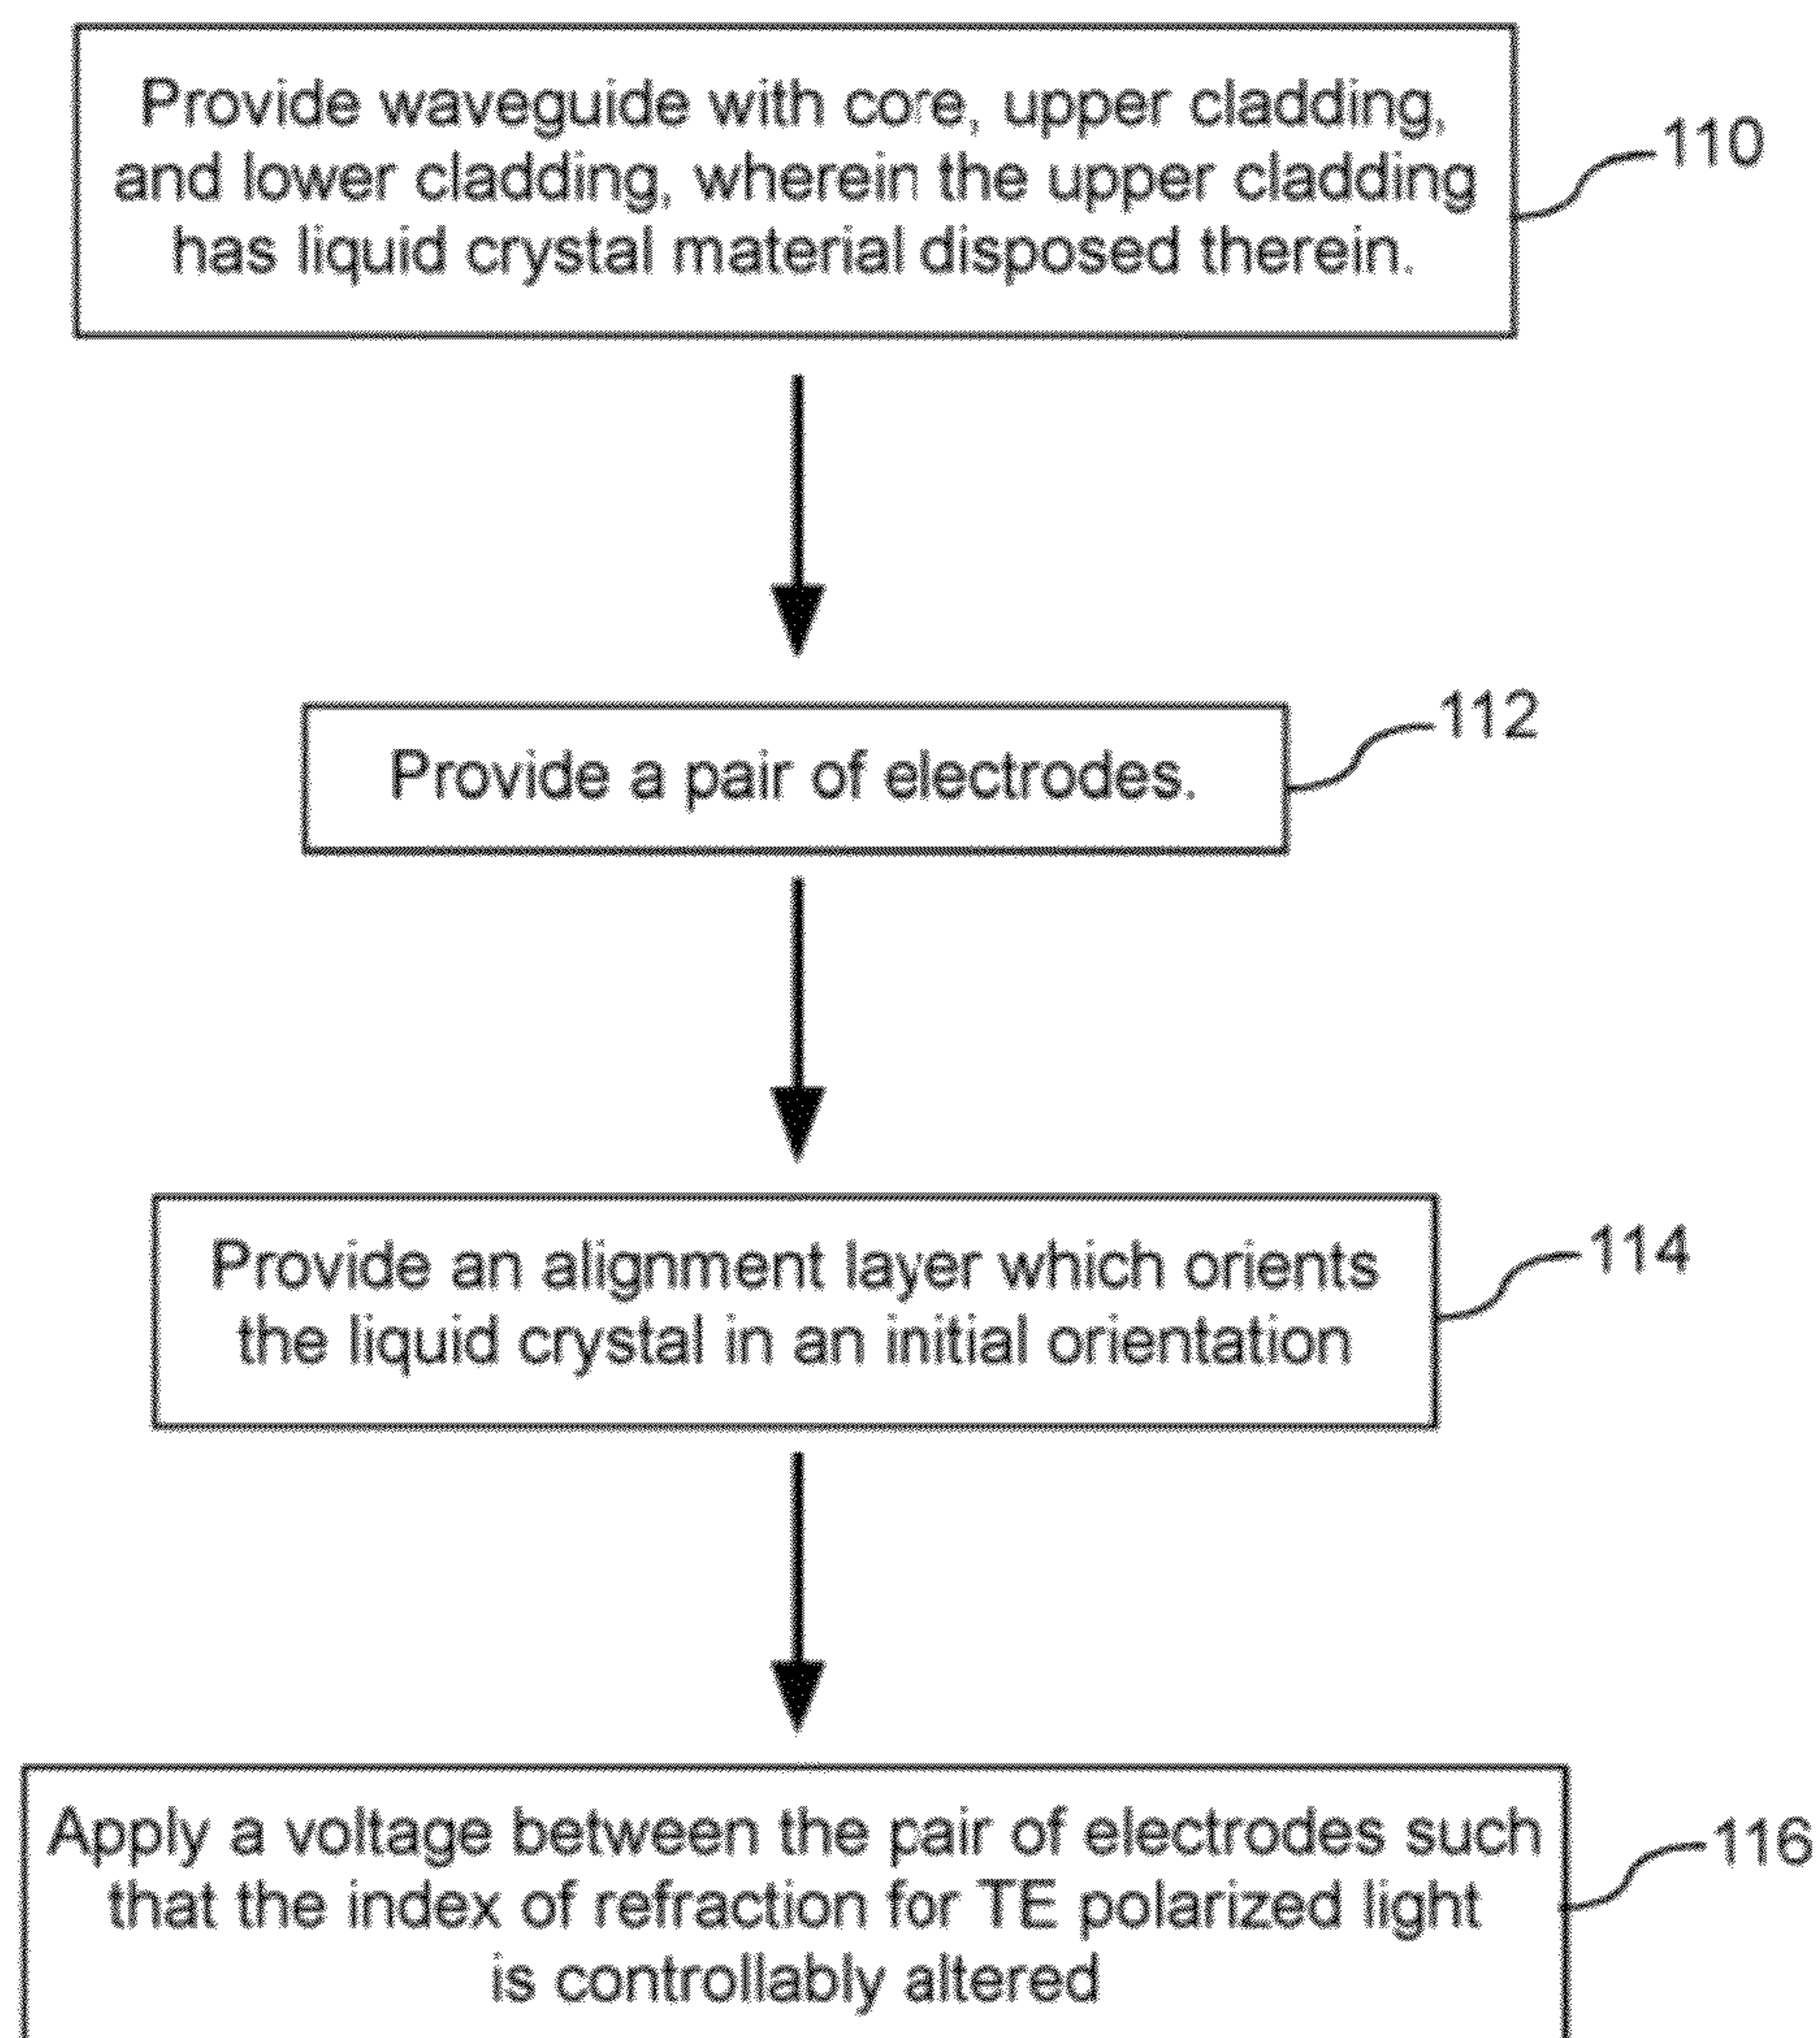 Provide waveguide with core, upper cladding,
and lower cladding, wherein the upper cladding
has liquid crystal material disposed therein.
110
Provide a pair of electrodes.
112
Provide an alignment layer which orients
the liquid crystal in an initial orientation
114
Apply a voltage between the pair of electrodes such
that the index of refraction for TE polarized light
is controllably altered
116